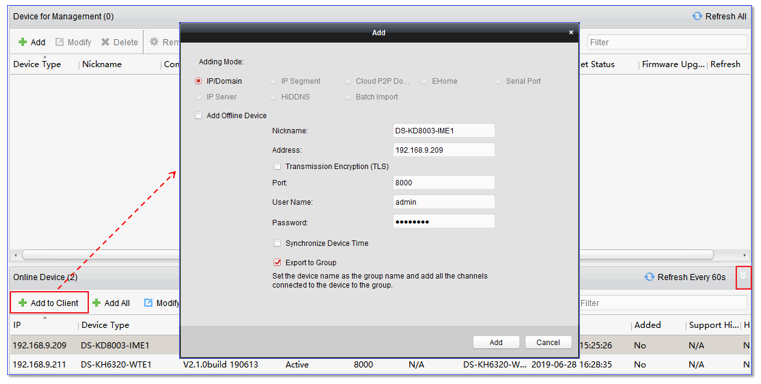 Device for Management (0) Refresh All
Add Modify Delete Rem Filter
Device Type Nickname Con et Status Firmware Upg... Refresh
Add ×
Adding Mode:
IP/Domain IP Segment Cloud P2P Do... EHome Serial Port
IP Server HiDDNS Batch Import
Add Offline Device
Nickname: DS-KD8003-IME1
Address: 192.168.9.209
Transmission Encryption (TLS)
Port: 8000
User Name: admin
Password: ●●●●●●●●
Synchronize Device Time
Export to Group
Set the device name as the group name and add all the channels
connected to the device to the group.
Add Cancel
Online Device (2) Refresh Every 60s
Add to Client Add All Modify Filter
IP Device Type Added Support Hi... H
192.168.9.209 DS-KD8003-IME1 15:25:26 No N/A N
192.168.9.211 DS-KH6320-WTE1 V2.1.0build 190613 Active 8000 N/A DS-KH6320-W... 2019-06-28 16:28:35 No N/A N